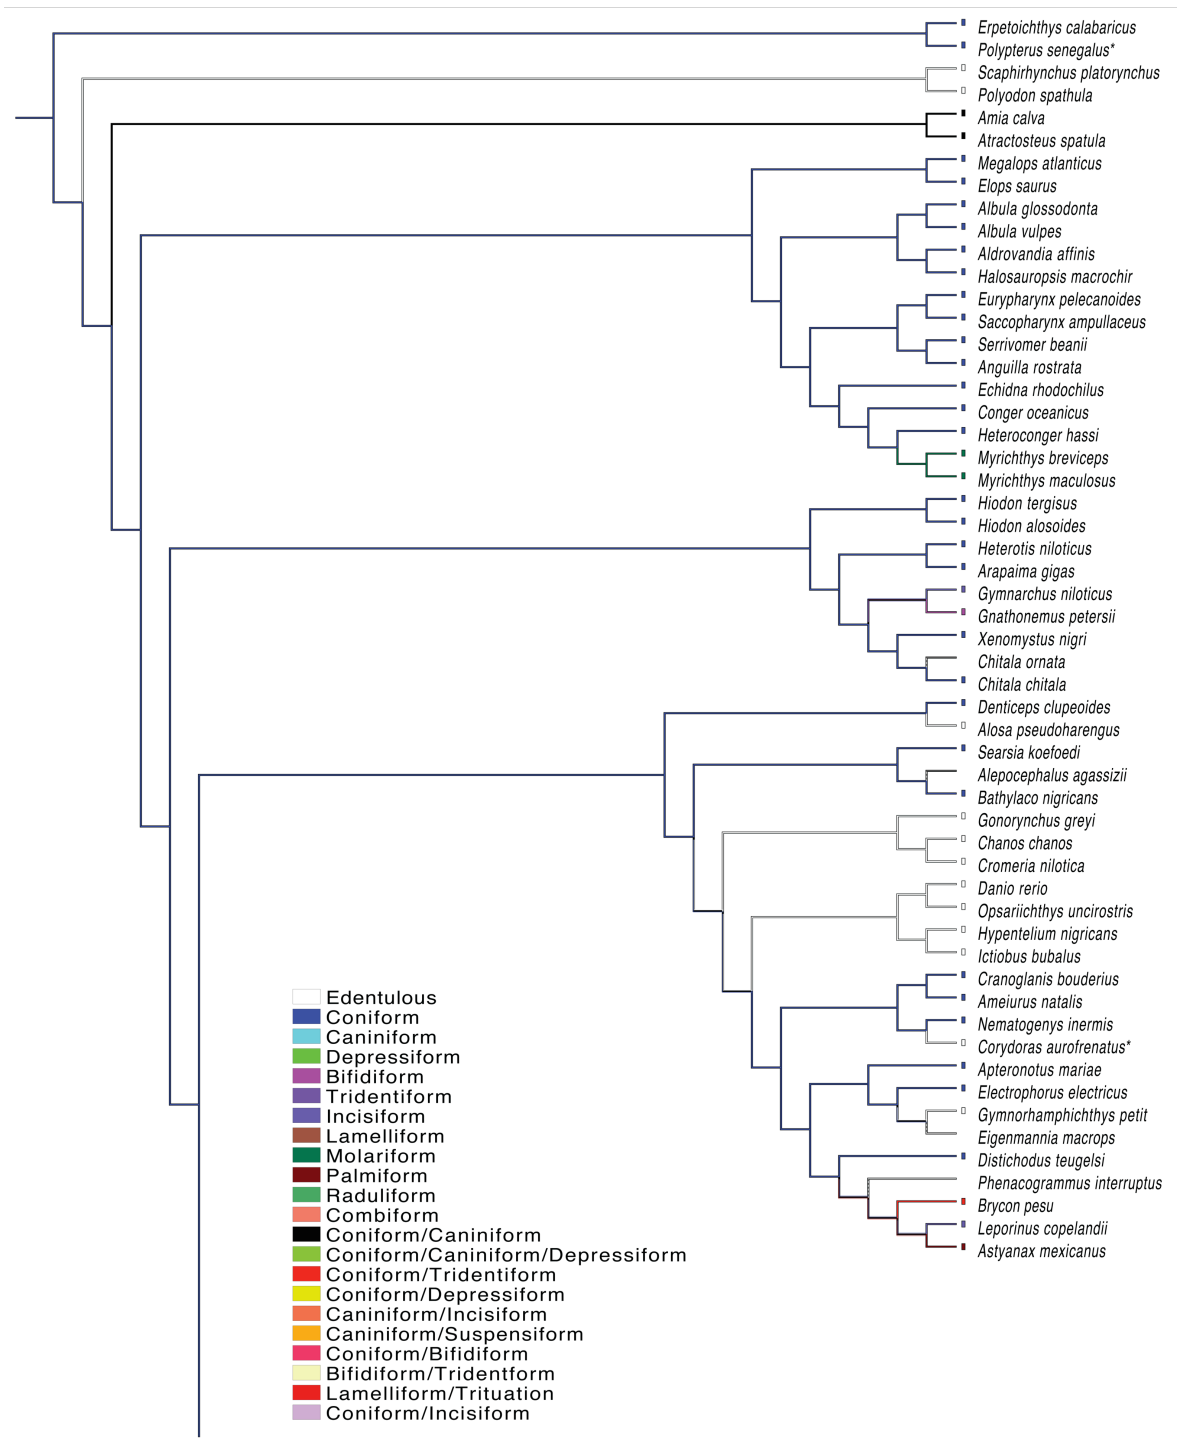 Erpetoichthys calabaricus
Polypterus senegalus*
Scaphirhynchus platorynchus
Polyodon spathula
Amia calva
Atractosteus spatula
Megalops atlanticus
Elops saurus
Albula glossodonta
Albula vulpes
Aldrovandia affinis
Halosauropsis macrochir
Eurypharynx pelecanoides
Saccopharynx ampullaceus
Serrivomer beanii
Anguilla rostrata
Echidna rhodochilus
Conger oceanicus
Heteroconger hassi
Myrichthys breviceps
Myrichthys maculosus
Hiodon tergisus
Hiodon alosoides
Heterotis niloticus
Arapaima gigas
Gymnarchus niloticus
Gnathonemus petersii
Xenomystus nigri
Chitala ornata
Chitala chitala
Denticeps clupeoides
Alosa pseudoharengus
Searsia koefoedi
Alepocephalus agassizii
Bathylaco nigricans
Gonorynchus greyi
Chanos chanos
Cromeria nilotica
Danio rerio
Opsariichthys uncirostris
Hypentelium nigricans
Ictiobus bubalus
Cranoglanis bouderius
Ameiurus natalis
Nematogenys inermis
Corydoras aurofrenatus*
Apteronotus mariae
Electrophorus electricus
Gymnorhamphichthys petit
Eigenmannia macrops
Distichodus teugelsi
Phenacogrammus interruptus
Brycon pesu
Leporinus copelandii
Astyanax mexicanus
Edentulous
Coniform
Caniniform
Depressiform
Bifidiform
Tridentiform
Incisiform
Lamelliform
Molariform
Palmiform
Raduliform
Combiform
Coniform/Caniniform
Coniform/Caniniform/Depressiform
Coniform/Tridentiform
Coniform/Depressiform
Caniniform/Incisiform
Caniniform/Suspensiform
Coniform/Bifidiform
Bifidiform/Tridentform
Lamelliform/Trituation
Coniform/Incisiform